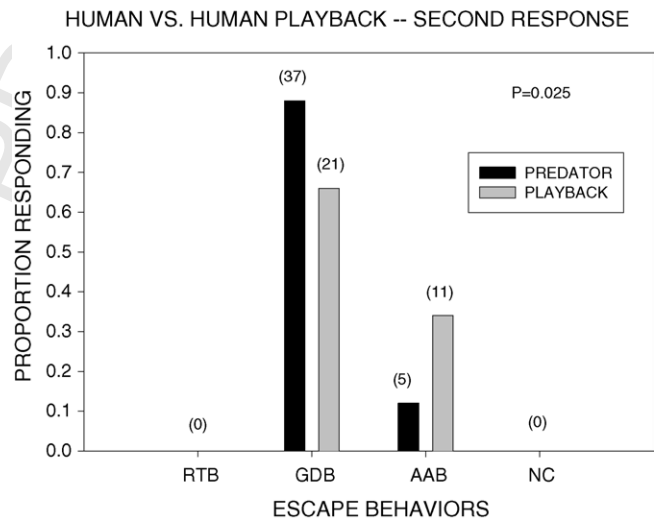 HUMAN VS. HUMAN PLAYBACK -- SECOND RESPONSE
1.0
0.9
0.8
0.7
0.6
0.5
0.4
0.3
0.2
0.1
0.0
PROPORTION RESPONDING
(37)
(21)
(11)
(5)
(0)
(0)
P=0.025
PREDATOR
PLAYBACK
RTB GDB AAB NC
ESCAPE BEHAVIORS